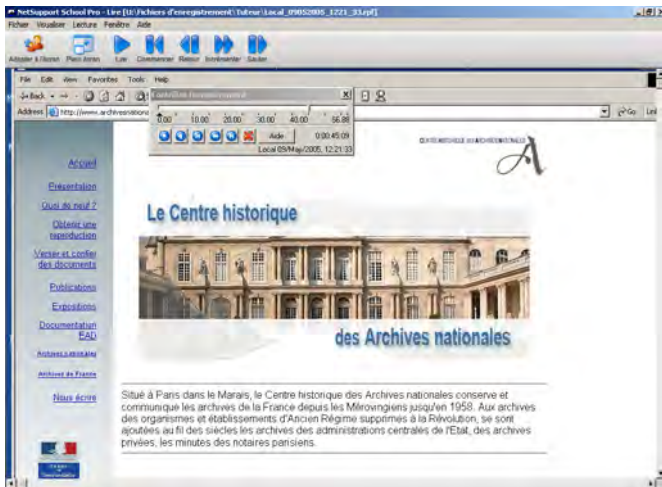 NetSupport School Pro - Lire [U:\Fichiers d'enregistrement\Tuteur\Local_09052005_1221_33.rpf]
Fichier Visualiser Lecture Fenêtre Aide
Adapter à l'écran Plein écran Lire Commencer Retour Incrémenter Sauter
File Edit View Favorites Tools Help
Back
Address http://www.archivesnationa
0.00 10.00 20.00 30.00 40.00 56.88
Aide 0:00:45:09
Local 09/May/2005, 12:21:33
Go
CENTRE HISTORIQUE DES ARCHIVES NATIONALES
Accueil
Présentation
Quoi de neuf ?
Obtenir une
reproduction
Verser et confier
des documents
Publications
Expositions
Documentation
EAD
Archives nationales
Archives de France
Nous écrire
Le Centre historique
des Archives nationales
Situé à Paris dans le Marais, le Centre historique des Archives nationales conserve et
communique les archives de la France depuis les Mérovingiens jusqu'en 1958. Aux archives
des organismes et établissements d'Ancien Régime supprimés à la Révolution, se sont
ajoutées au fil des siècles les archives des administrations centrales de l'Etat, des archives
privées, les minutes des notaires parisiens.